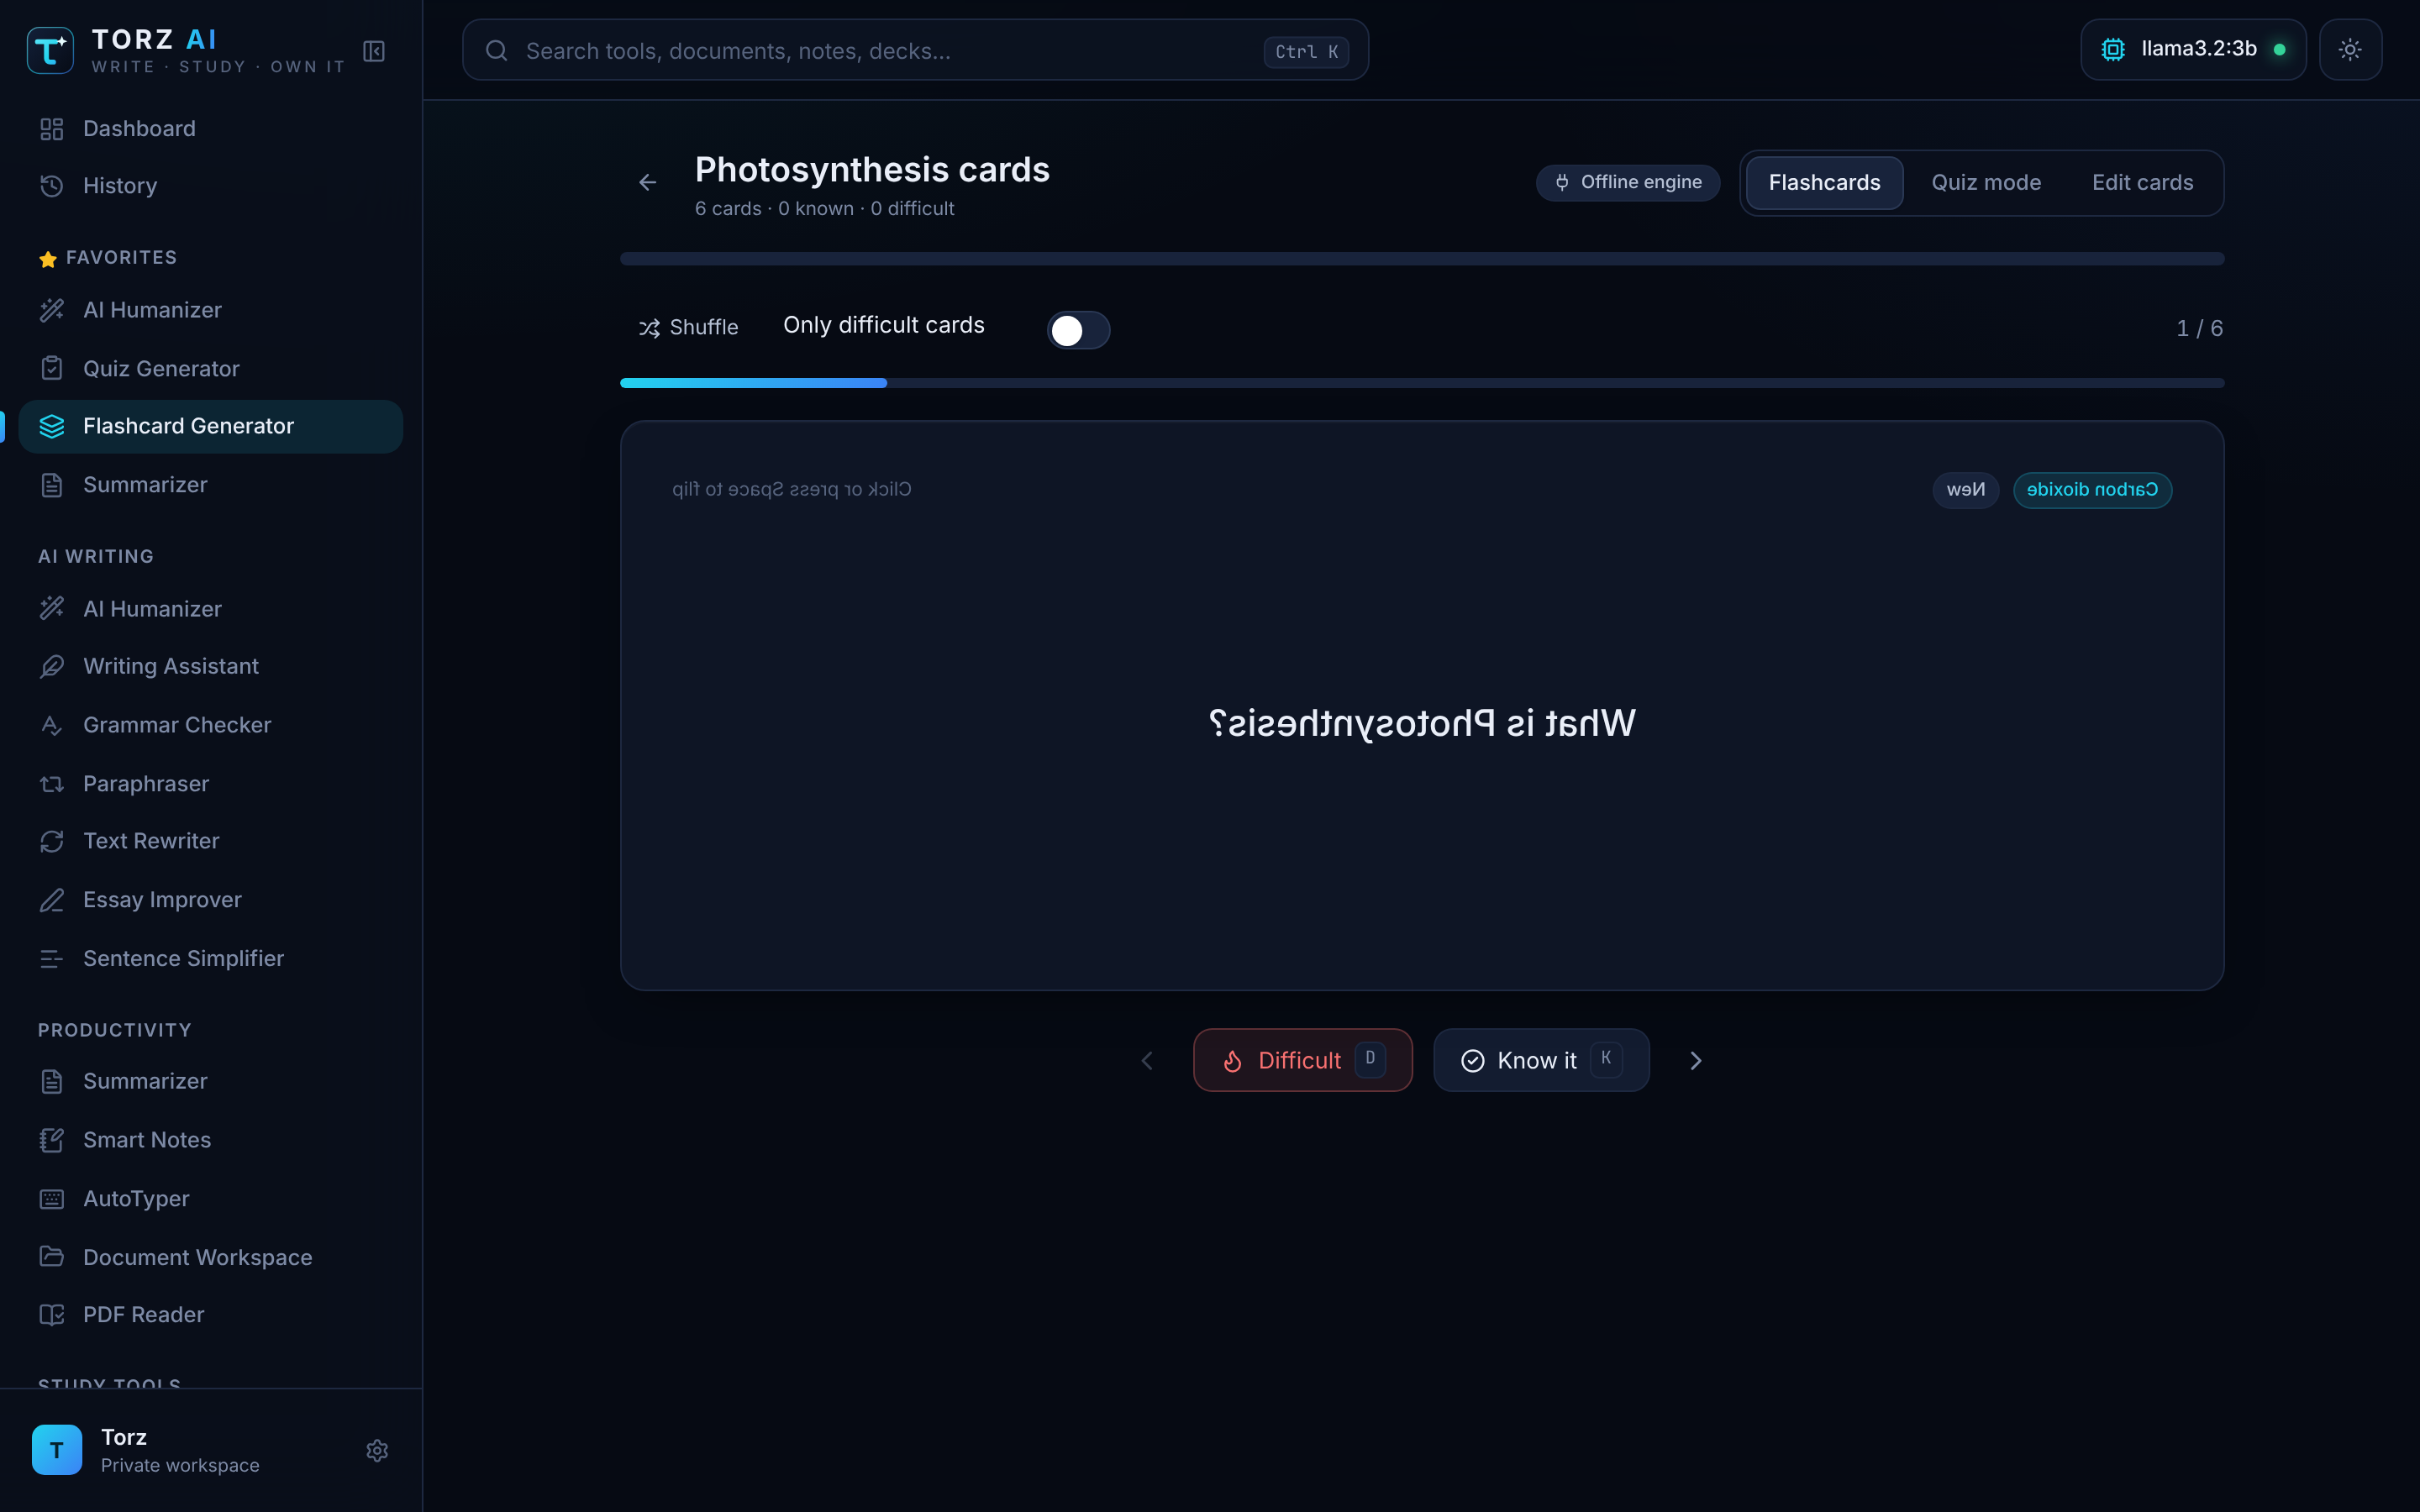 TORZ AI
WRITE · STUDY · OWN IT
Dashboard
History
FAVORITES
AI Humanizer
Quiz Generator
Flashcard Generator
Summarizer
AI WRITING
AI Humanizer
Writing Assistant
Grammar Checker
Paraphraser
Text Rewriter
Essay Improver
Sentence Simplifier
PRODUCTIVITY
Summarizer
Smart Notes
AutoTyper
Document Workspace
PDF Reader
STUDY TOOLS
T
Torz
Private workspace
Search tools, documents, notes, decks...
Ctrl K
llama3.2:3b
Photosynthesis cards
6 cards · 0 known · 0 difficult
Offline engine
Flashcards
Quiz mode
Edit cards
Shuffle
Only difficult cards
1 / 6
Click or press Space to flip
New
Carbon dioxide
What is Photosynthesis?
Difficult D
Know it K